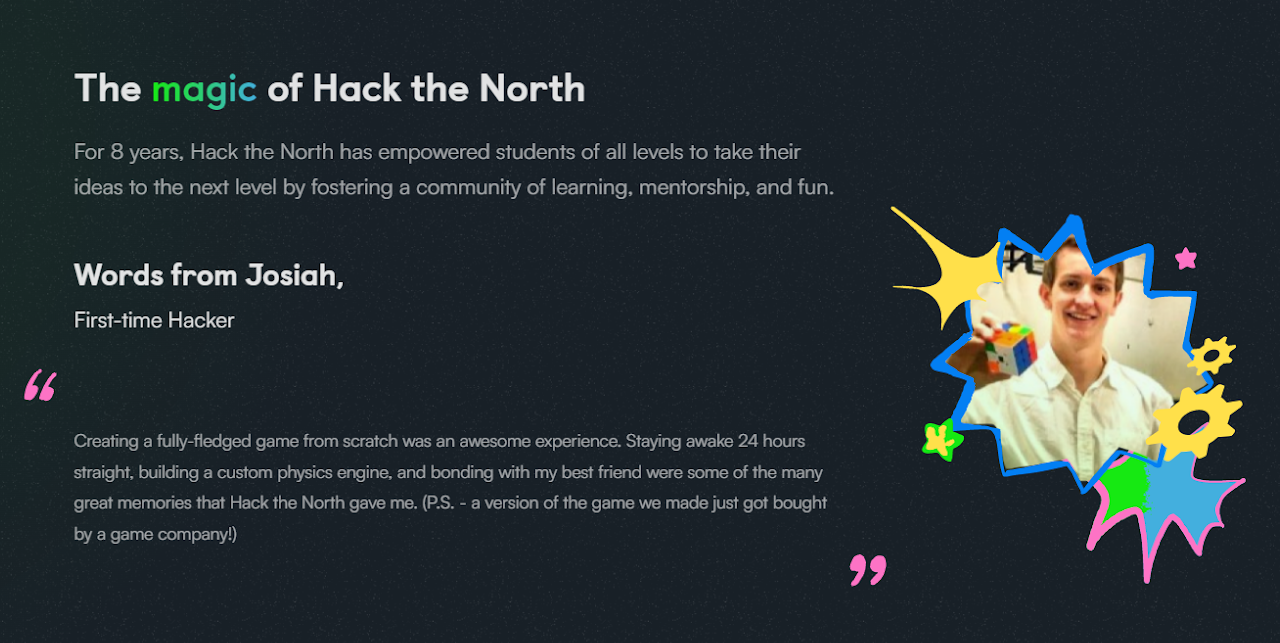 The magic of Hack the North
For 8 years, Hack the North has empowered students of all levels to take their
ideas to the next level by fostering a community of learning, mentorship, and fun.
Words from Josiah,
First-time Hacker
“
Creating a fully-fledged game from scratch was an awesome experience. Staying awake 24 hours
straight, building a custom physics engine, and bonding with my best friend were some of the many
great memories that Hack the North gave me. (P.S. - a version of the game we made just got bought
by a game company!)
”